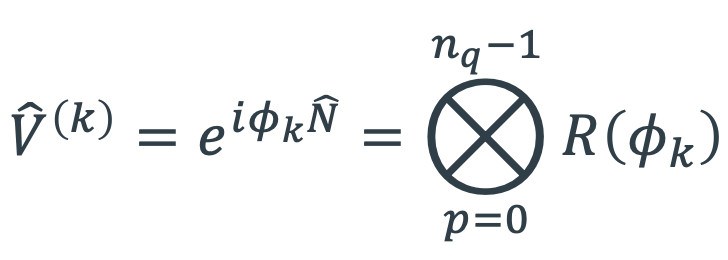 V̂⁽ᵏ⁾ = e^{iϕ_k N̂} = ⨂_{p=0}^{n_q−1} R(ϕ_k)